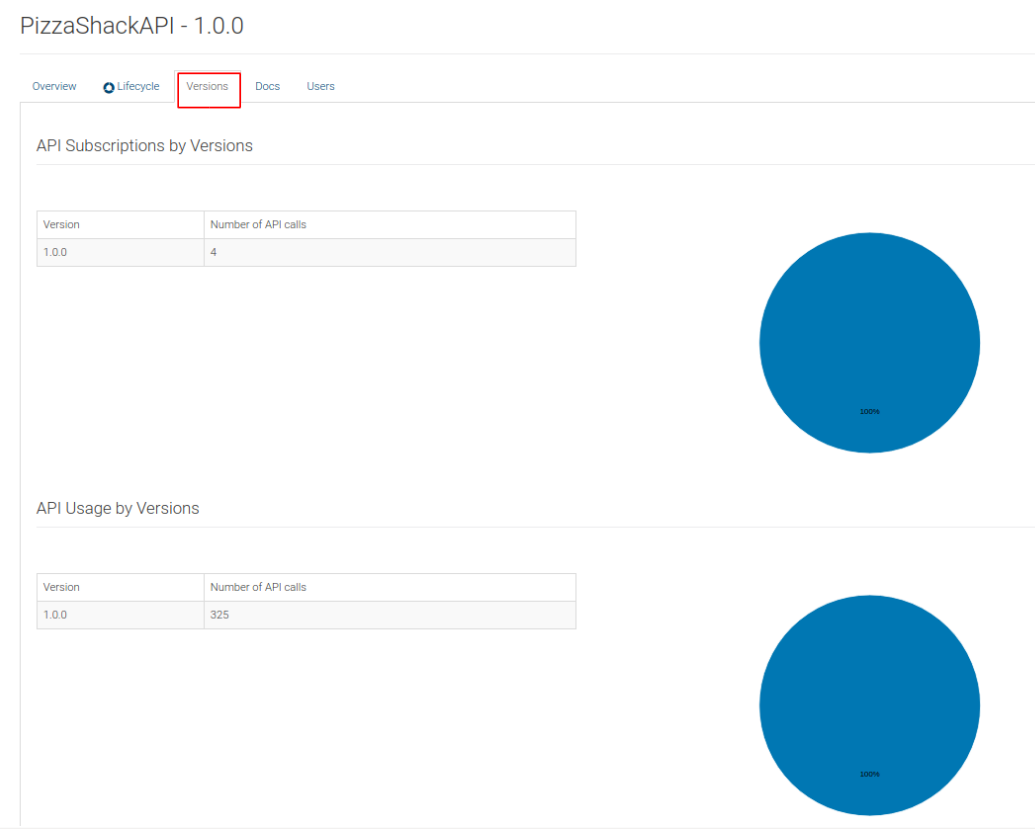 PizzaShackAPI - 1.0.0
Overview Lifecycle Versions Docs Users
API Subscriptions by Versions
Version Number of API calls
1.0.0 4
100%
API Usage by Versions
Version Number of API calls
1.0.0 325
100%